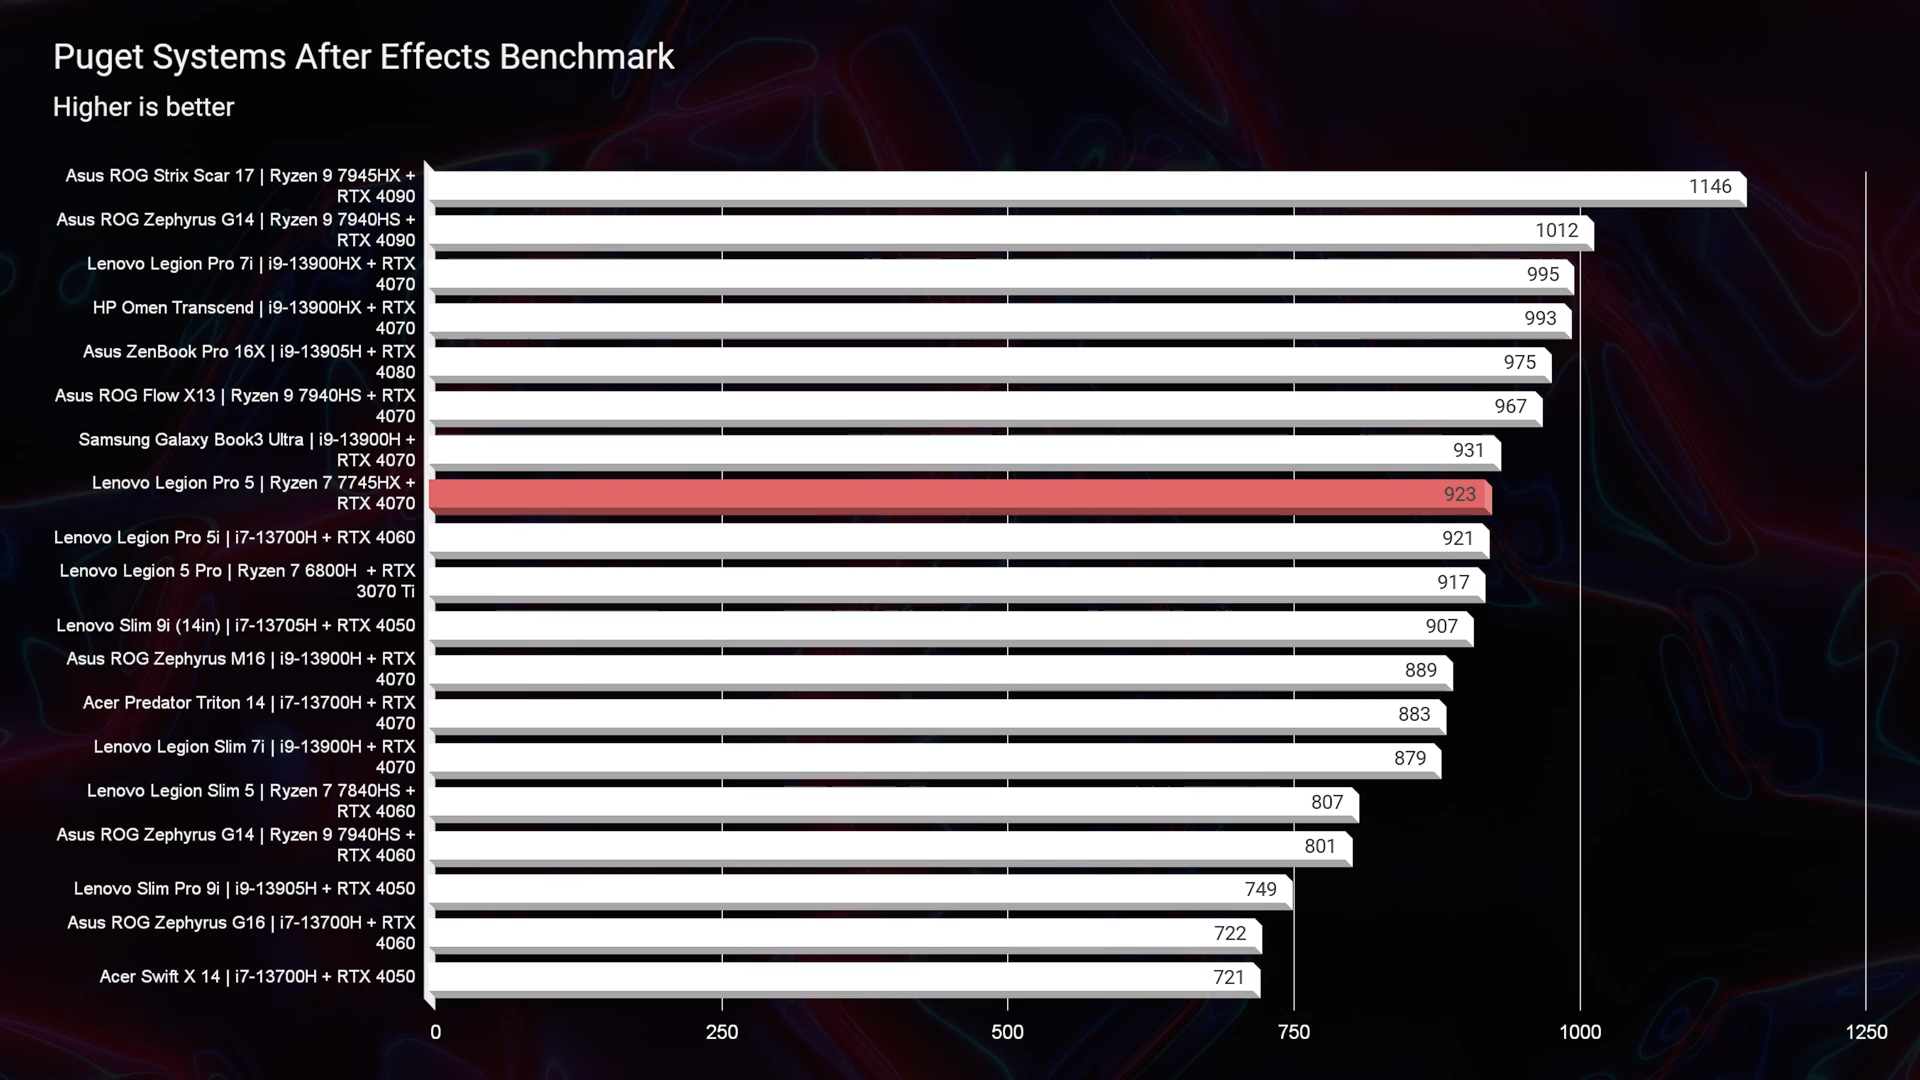 Puget Systems After Effects Benchmark
Higher is better
Asus ROG Strix Scar 17 | Ryzen 9 7945HX +
RTX 4090
1146
Asus ROG Zephyrus G14 | Ryzen 9 7940HS +
RTX 4090
1012
Lenovo Legion Pro 7i | i9-13900HX + RTX
4070
995
HP Omen Transcend | i9-13900HX + RTX
4070
993
Asus ZenBook Pro 16X | i9-13905H + RTX
4080
975
Asus ROG Flow X13 | Ryzen 9 7940HS + RTX
4070
967
Samsung Galaxy Book3 Ultra | i9-13900H +
RTX 4070
931
Lenovo Legion Pro 5 | Ryzen 7 7745HX +
RTX 4070
923
Lenovo Legion Pro 5i | i7-13700H + RTX 4060
921
Lenovo Legion 5 Pro | Ryzen 7 6800H + RTX
3070 Ti
917
Lenovo Slim 9i (14in) | i7-13705H + RTX 4050
907
Asus ROG Zephyrus M16 | i9-13900H + RTX
4070
889
Acer Predator Triton 14 | i7-13700H + RTX
4070
883
Lenovo Legion Slim 7i | i9-13900H + RTX
4070
879
Lenovo Legion Slim 5 | Ryzen 7 7840HS +
RTX 4060
807
Asus ROG Zephyrus G14 | Ryzen 9 7940HS +
RTX 4060
801
Lenovo Slim Pro 9i | i9-13905H + RTX 4050
749
Asus ROG Zephyrus G16 | i7-13700H + RTX
4060
722
Acer Swift X 14 | i7-13700H + RTX 4050
721
0 250 500 750 1000 1250